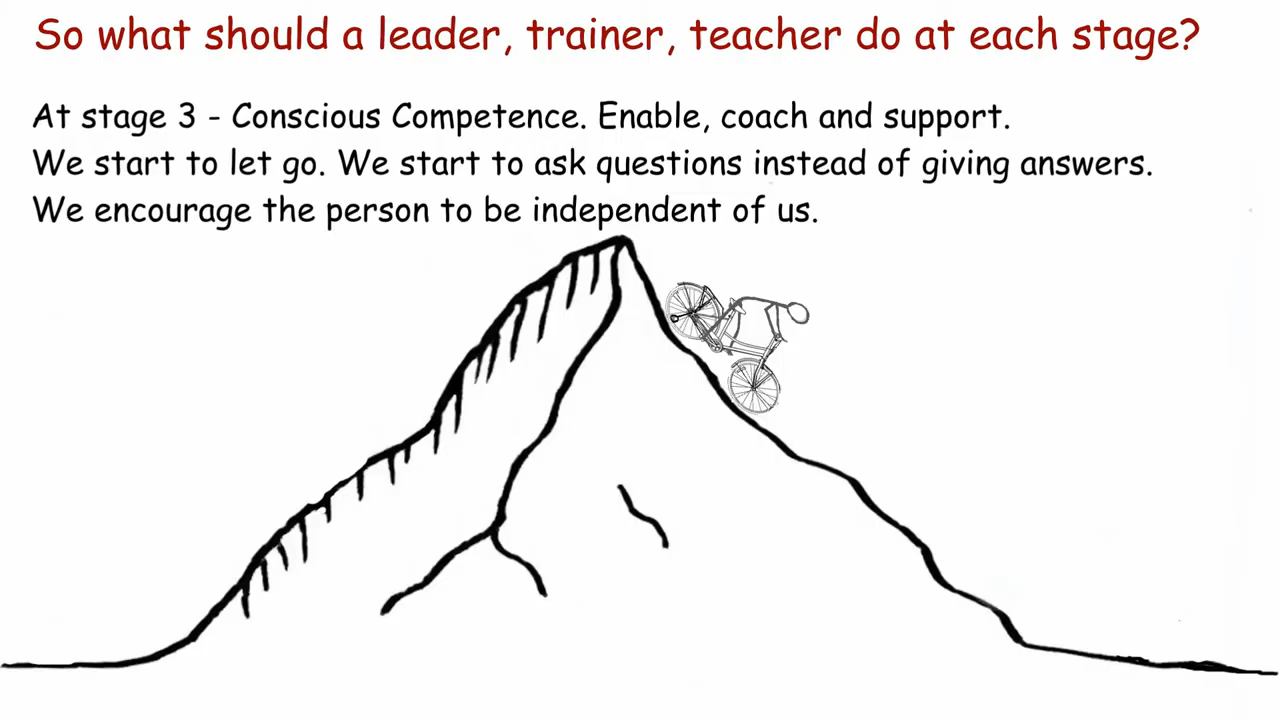 So what should a leader, trainer, teacher do at each stage?
At stage 3 - Conscious Competence. Enable, coach and support.
We start to let go. We start to ask questions instead of giving answers.
We encourage the person to be independent of us.